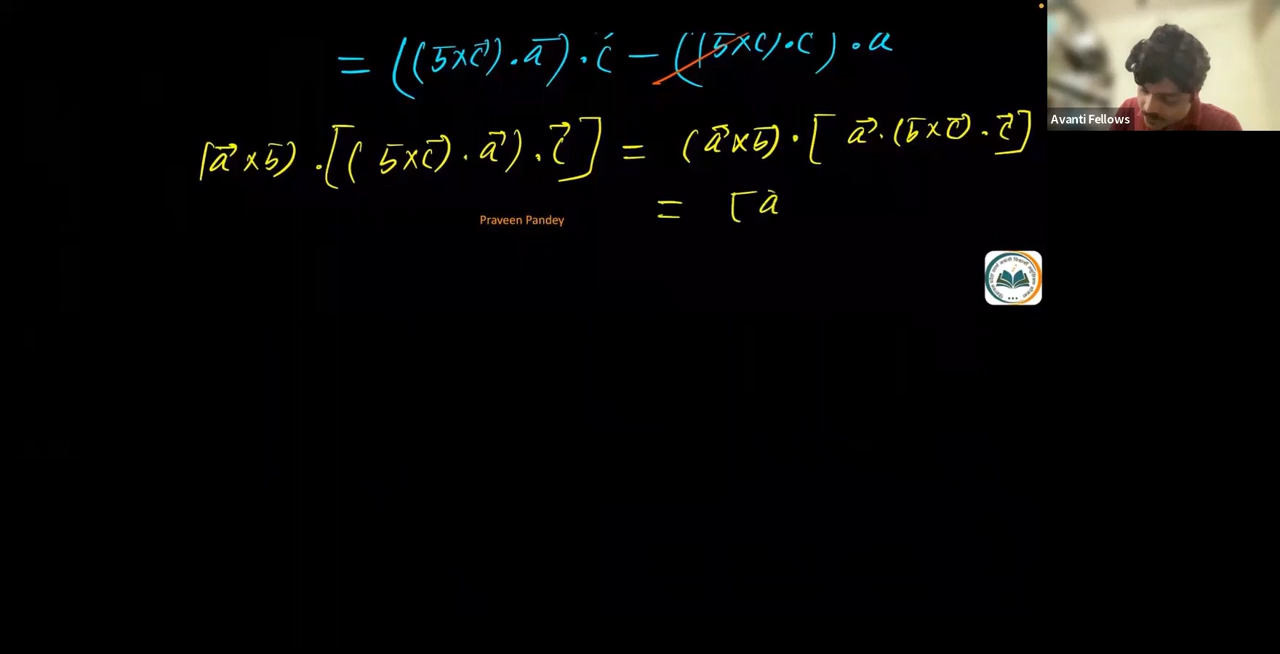 = ((b̄×c⃗)·ā)·c⃗ − ((b̄×c)·c)·a
Avanti Fellows
(a⃗×b̄)·[(b̄×c⃗)·a⃗)·c⃗] = (a⃗×b̄)·[a⃗·(b̄×c⃗)·c⃗]
= [a⃗
Praveen Pandey